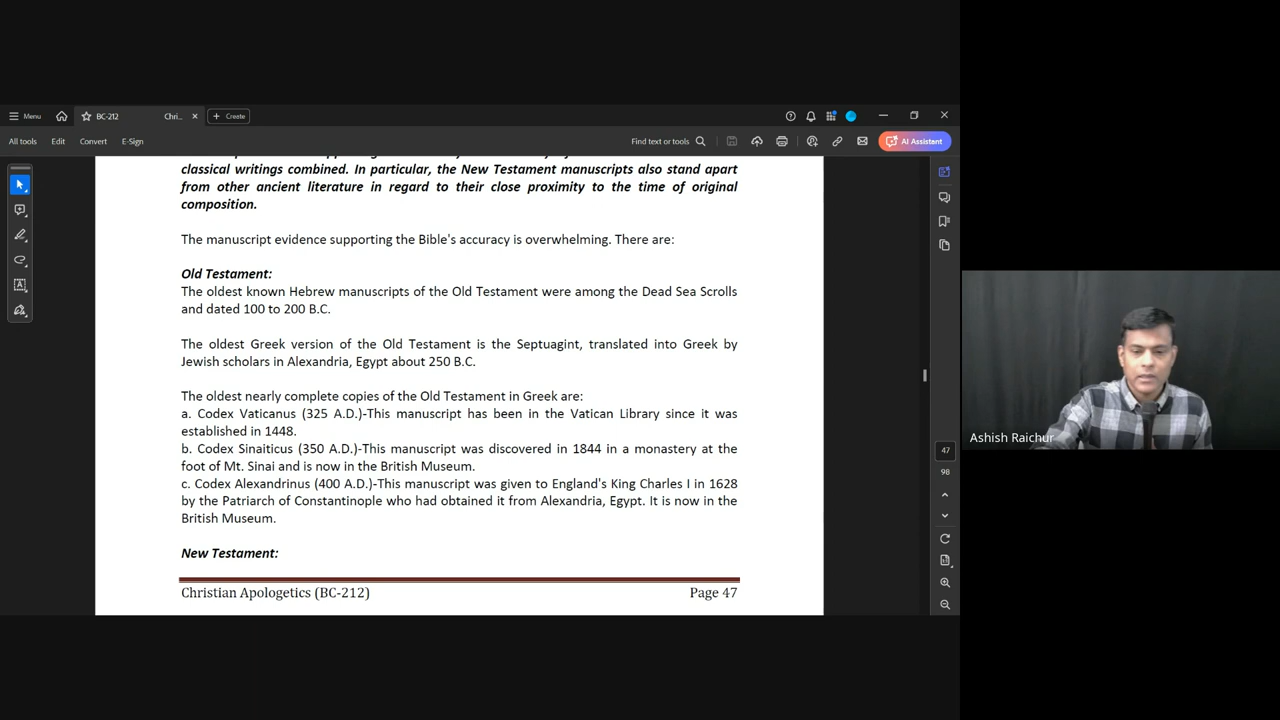 Menu
BC-212
Chri...
Create
All tools
Edit
Convert
E-Sign
Find text or tools
AI Assistant
classical writings combined. In particular, the New Testament manuscripts also stand apart
from other ancient literature in regard to their close proximity to the time of original
composition.
The manuscript evidence supporting the Bible's accuracy is overwhelming. There are:
Old Testament:
The oldest known Hebrew manuscripts of the Old Testament were among the Dead Sea Scrolls
and dated 100 to 200 B.C.
The oldest Greek version of the Old Testament is the Septuagint, translated into Greek by
Jewish scholars in Alexandria, Egypt about 250 B.C.
The oldest nearly complete copies of the Old Testament in Greek are:
a. Codex Vaticanus (325 A.D.)-This manuscript has been in the Vatican Library since it was
established in 1448.
b. Codex Sinaiticus (350 A.D.)-This manuscript was discovered in 1844 in a monastery at the
foot of Mt. Sinai and is now in the British Museum.
c. Codex Alexandrinus (400 A.D.)-This manuscript was given to England's King Charles I in 1628
by the Patriarch of Constantinople who had obtained it from Alexandria, Egypt. It is now in the
British Museum.
New Testament:
Christian Apologetics (BC-212)
Page 47
47
98
Ashish Raichur